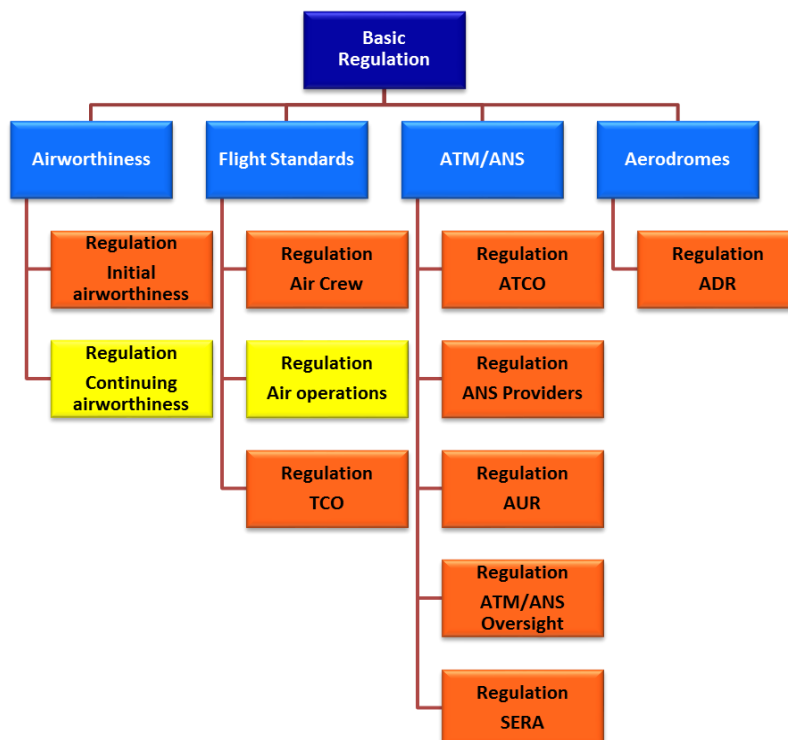 Basic
Regulation
Airworthiness
Flight Standards
ATM/ANS
Aerodromes
Regulation
Initial
airworthiness
Regulation
Air Crew
Regulation
ATCO
Regulation
ADR
Regulation
Continuing
airworthiness
Regulation
Air operations
Regulation
ANS Providers
Regulation
TCO
Regulation
AUR
Regulation
ATM/ANS
Oversight
Regulation
SERA